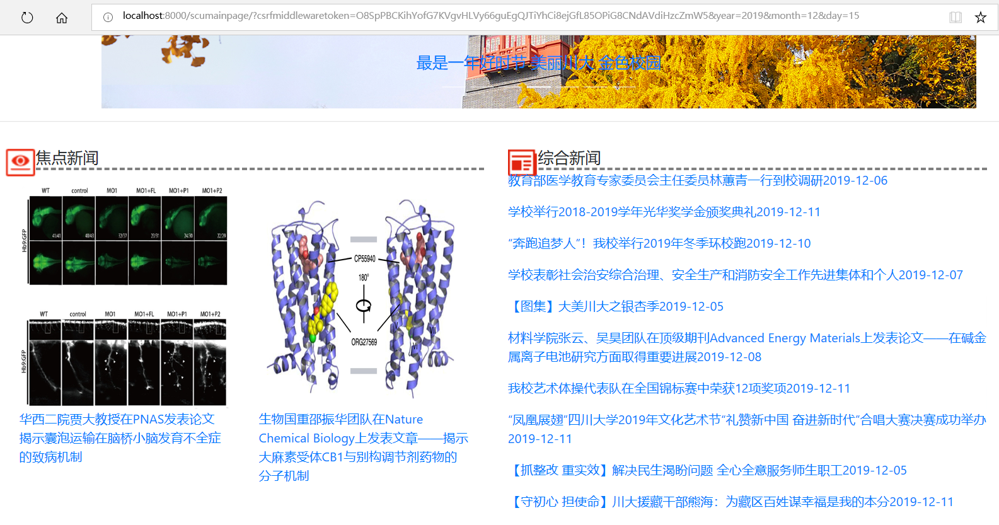 localhost:8000/scumainpage/?csrfmiddlewaretoken=O8SpPBCKihYofG7KVgvHLVy66guEgQJTiYhCi8ejGfL85OPiG8CNdAVdiHzcZmW5&year=2019&month=12&day=15
最是一年好时节 美丽川大 金色校园
焦点新闻
WT control MO1 MO1+FL MO1+P1 MO1+P2
Hb9:GFP
41/41 40/43 32/37 23/31 24/30 22/29
WT control MO1 MO1+FL MO1+P1 MO1+P2
Hb9:GFP
华西二院贾大教授在PNAS发表论文
揭示囊泡运输在脑桥小脑发育不全症
的致病机制
CP55940
180°
I II III IV
ORG27569
V VI VII
生物国重邵振华团队在Nature
Chemical Biology上发表文章——揭示
大麻素受体CB1与别构调节剂药物的
分子机制
综合新闻
教育部医学教育专家委员会主任委员林蕙青一行到校调研2019-12-06
学校举行2018-2019学年光华奖学金颁奖典礼2019-12-11
“奔跑追梦人”！我校举行2019年冬季环校跑2019-12-10
学校表彰社会治安综合治理、安全生产和消防安全工作先进集体和个人2019-12-07
【图集】大美川大之银杏季2019-12-05
材料学院张云、吴昊团队在顶级期刊Advanced Energy Materials上发表论文——在碱金
属离子电池研究方面取得重要进展2019-12-08
我校艺术体操代表队在全国锦标赛中荣获12项奖项2019-12-11
“凤凰展翅”四川大学2019年文化艺术节“礼赞新中国 奋进新时代”合唱大赛决赛成功举办
2019-12-11
【抓整改 重实效】解决民生渴盼问题 全心全意服务师生职工2019-12-05
【守初心 担使命】川大援藏干部熊海：为藏区百姓谋幸福是我的本分2019-12-11